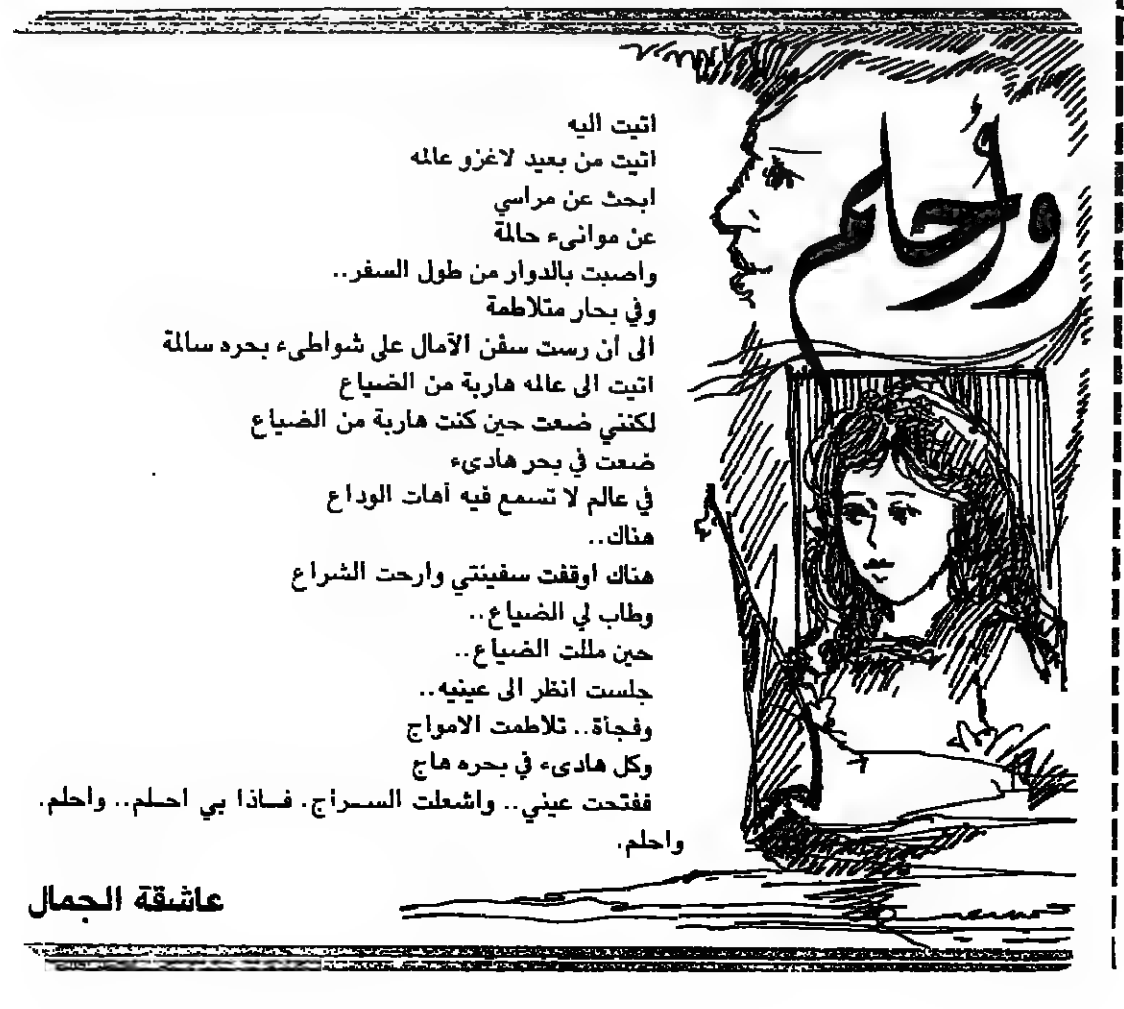 وأحلم
اتيت اليه
اتيت من بعيد لاغزو عالمه
ابحث عن مراسي
عن موانىء حالمة
واصبت بالدوار من طول السفر..
وفي بحار متلاطمة
الى أن رست سفن الآمال على شواطىء بحره سالمة
اتيت الى عالمه هاربة من الضياع
لكنني ضعت حين كنت هاربة من الضياع
ضعت في بحر هادىء
في عالم لا تسمع فيه آهات الوداع
هناك..
هناك اوقفت سفينتي وارحت الشراع
وطاب لي الضياع..
حين مللت الضياع..
جلست انظر الى عينيه..
وفجأة.. تلاطمت الامواج
وكل هادىء في بحره هاج
ففتحت عيني.. واشعلت السراج. فاذا بي احلم.. واحلم.
واحلم.
عاشقة الجمال